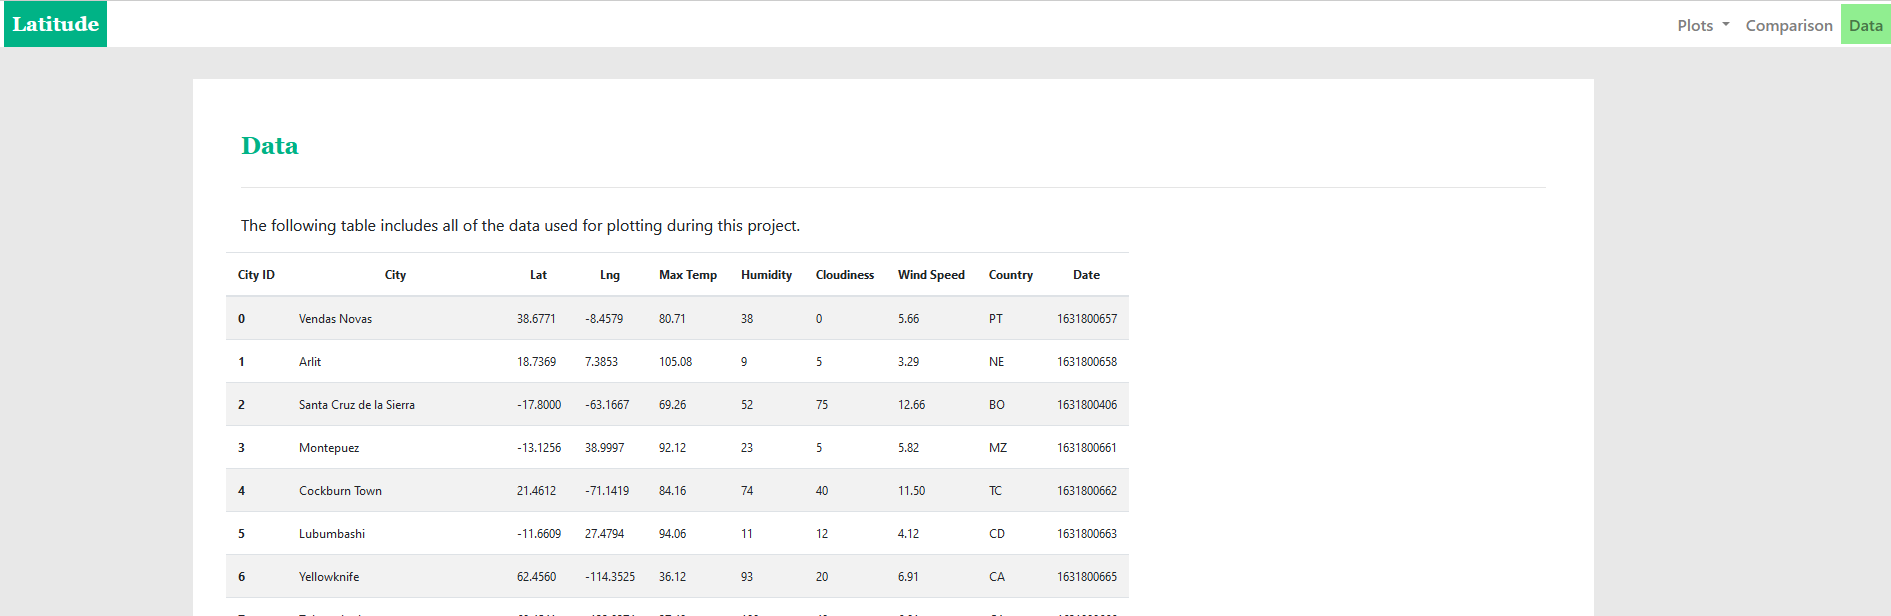 Latitude
Plots Comparison Data
Data
The following table includes all of the data used for plotting during this project.
City ID City Lat Lng Max Temp Humidity Cloudiness Wind Speed Country Date
0 Vendas Novas 38.6771 -8.4579 80.71 38 0 5.66 PT 1631800657
1 Arlit 18.7369 7.3853 105.08 9 5 3.29 NE 1631800658
2 Santa Cruz de la Sierra -17.8000 -63.1667 69.26 52 75 12.66 BO 1631800406
3 Montepuez -13.1256 38.9997 92.12 23 5 5.82 MZ 1631800661
4 Cockburn Town 21.4612 -71.1419 84.16 74 40 11.50 TC 1631800662
5 Lubumbashi -11.6609 27.4794 94.06 11 12 4.12 CD 1631800663
6 Yellowknife 62.4560 -114.3525 36.12 93 20 6.91 CA 1631800665